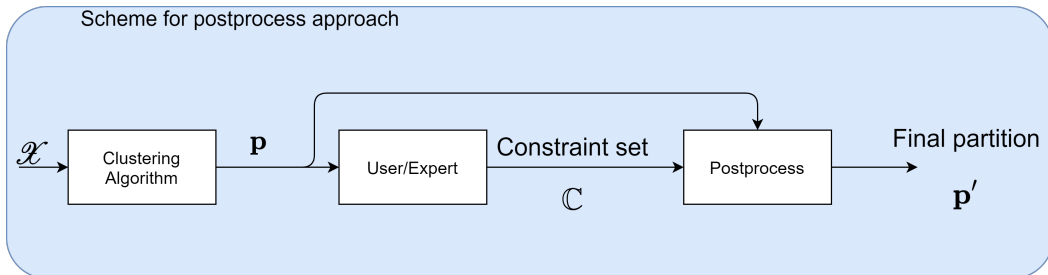 Scheme for postprocess approach
𝒳
Clustering
Algorithm
p
User/Expert
Constraint set
ℂ
Postprocess
Final partition
p′